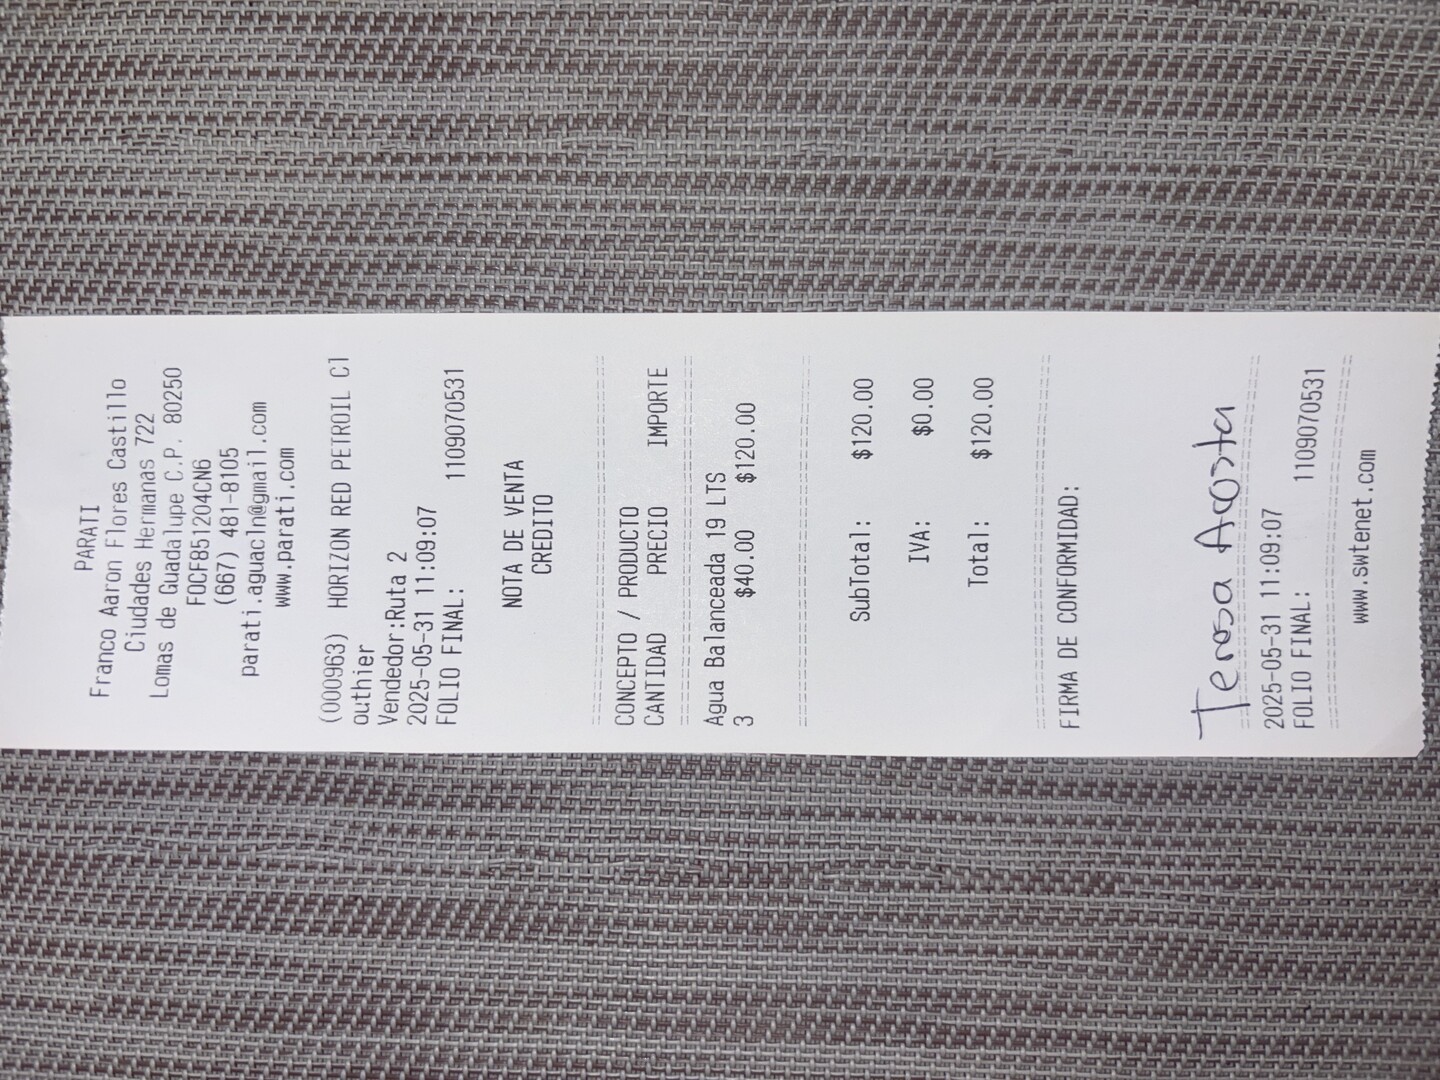 PARATI
Franco Aaron Flores Castillo
Ciudades Hermanas 722
Lomas de Guadalupe C.P. 80250
FOCF851204CN6
(667) 481-8105
parati.aguacln@gmail.com
www.parati.com
(000963) HORIZON RED PETROIL Cl
outhier
Vendedor:Ruta 2
2025-05-31 11:09:07
FOLIO FINAL: 1109070531
NOTA DE VENTA
CREDITO
CONCEPTO / PRODUCTO
CANTIDAD PRECIO IMPORTE
Agua Balanceada 19 LTS
3 $40.00 $120.00
SubTotal: $120.00
IVA: $0.00
Total: $120.00
FIRMA DE CONFORMIDAD:
Teresa Acosta
2025-05-31 11:09:07
FOLIO FINAL: 1109070531
www.swtenet.com